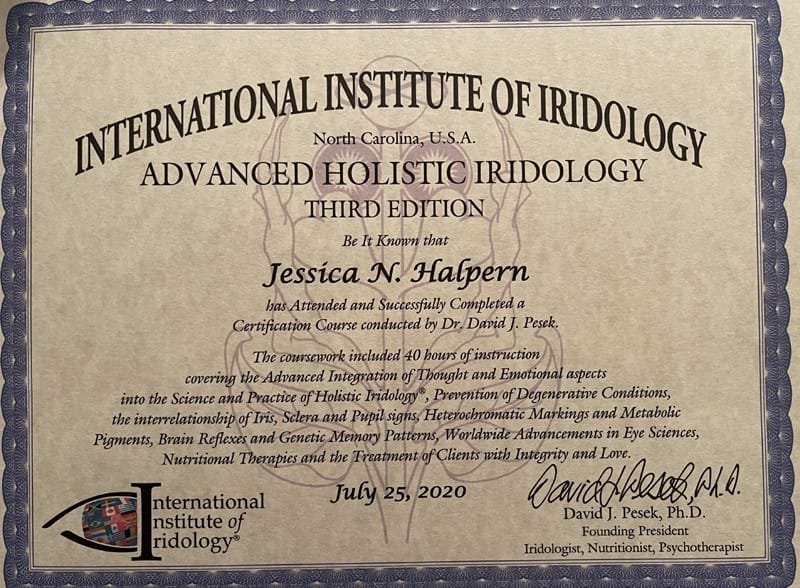 INTERNATIONAL INSTITUTE OF IRIDOLOGY
North Carolina, U.S.A.
ADVANCED HOLISTIC IRIDOLOGY
THIRD EDITION
Be It Known that
Jessica N. Halpern
has Attended and Successfully Completed a
Certification Course conducted by Dr. David J. Pesek.
The coursework included 40 hours of instruction
covering the Advanced Integration of Thought and Emotional aspects
into the Science and Practice of Holistic Iridology®, Prevention of Degenerative Conditions,
the interrelationship of Iris, Sclera and Pupil signs, Heterochromatic Markings and Metabolic
Pigments, Brain Reflexes and Genetic Memory Patterns, Worldwide Advancements in Eye Sciences,
Nutritional Therapies and the Treatment of Clients with Integrity and Love.
International
Institute of
Iridology®
July 25, 2020
David J. Pesek, Ph.D.
David J. Pesek, Ph.D.
Founding President
Iridologist, Nutritionist, Psychotherapist